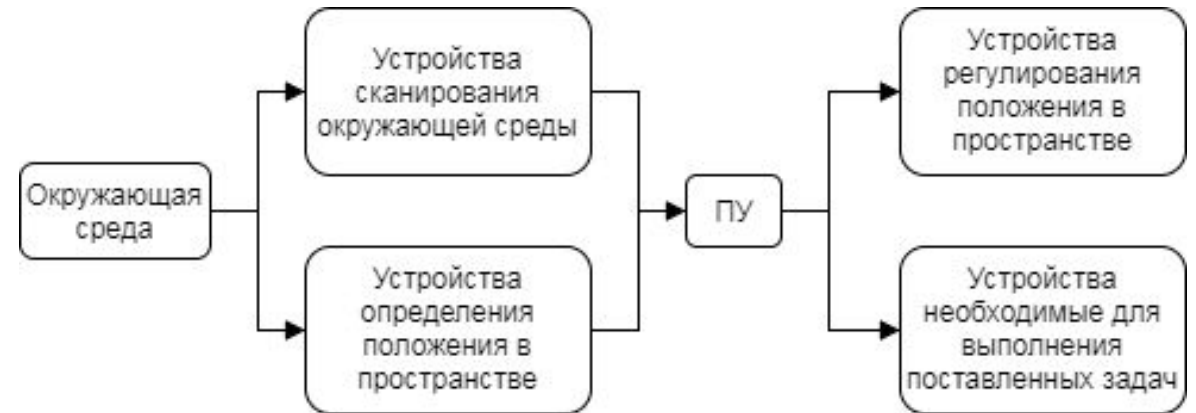 Окружающая
среда
Устройства
сканирования
окружающей среды
Устройства
определения
положения в
пространстве
ПУ
Устройства
регулирования
положения в
пространстве
Устройства
необходимые для
выполнения
поставленных задач